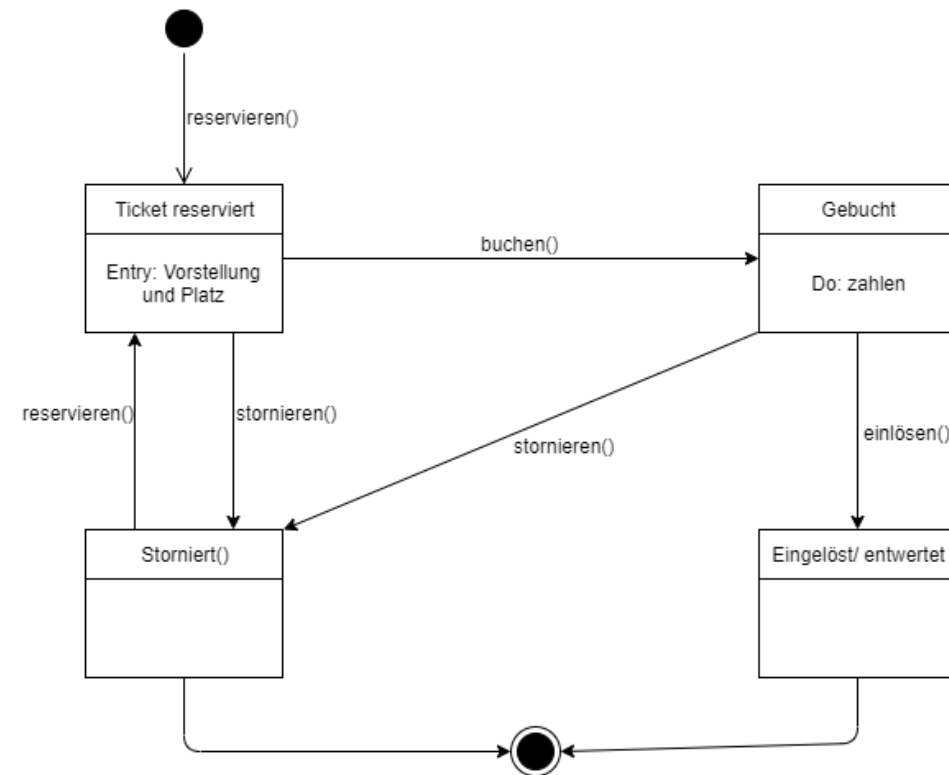 reservieren()
Ticket reserviert
Gebucht
Entry: Vorstellung
und Platz
buchen()
Do: zahlen
reservieren()
stornieren()
stornieren()
einlösen()
Storniert()
Eingelöst/ entwertet